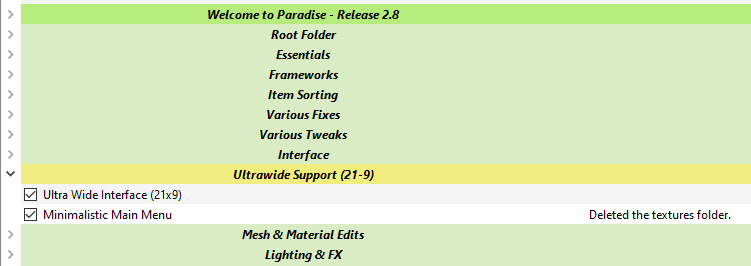 Welcome to Paradise - Release 2.8
Root Folder
Essentials
Frameworks
Item Sorting
Various Fixes
Various Tweaks
Interface
Ultrawide Support (21-9)
Ultra Wide Interface (21x9)
Minimalistic Main Menu Deleted the textures folder.
Mesh & Material Edits
Lighting & FX